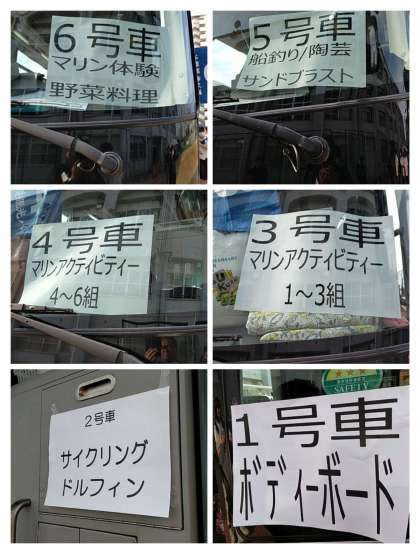 ６号車
マリン体験
野菜料理
５号車
船釣り/陶芸
サンドブラスト
４号車
マリンアクティビティー
4～6組
３号車
マリンアクティビティー
1～3組
２号車
サイクリング
ドルフィン
SAFETY
１号車
ボディーボード